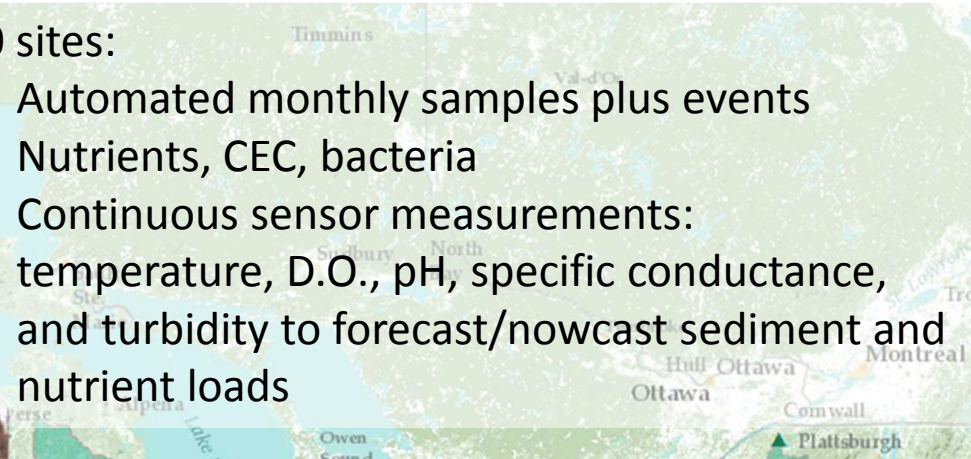 Timmins
sites:
Val-d'Or
Automated monthly samples plus events
Nutrients, CEC, bacteria
Continuous sensor measurements:
Sudbury North
temperature, D.O., pH, specific conductance,
Ste.
and turbidity to forecast/nowcast sediment and
Hull Ottawa Montreal
nutrient loads
Ottawa
Alpena
Cornwall
Lake
Owen
Sound
Plattsburgh